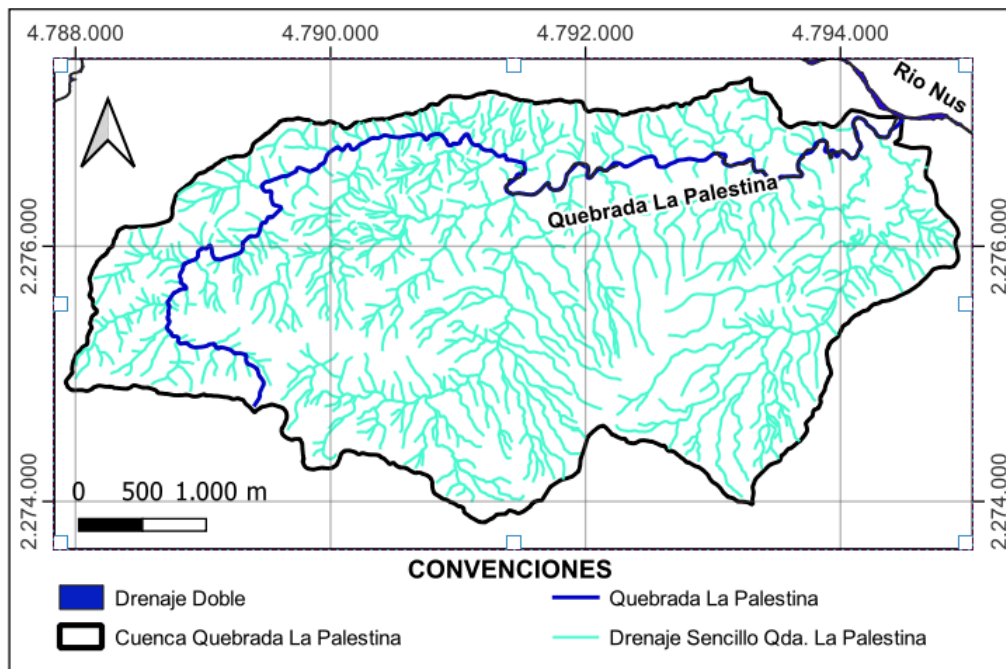 4.788.000 4.790.000 4.792.000 4.794.000
Rio Nus
Quebrada La Palestina
2.276.000 2.276.000
2.274.000 2.274.000
0 500 1.000 m
CONVENCIONES
Drenaje Doble Quebrada La Palestina
Cuenca Quebrada La Palestina Drenaje Sencillo Qda. La Palestina